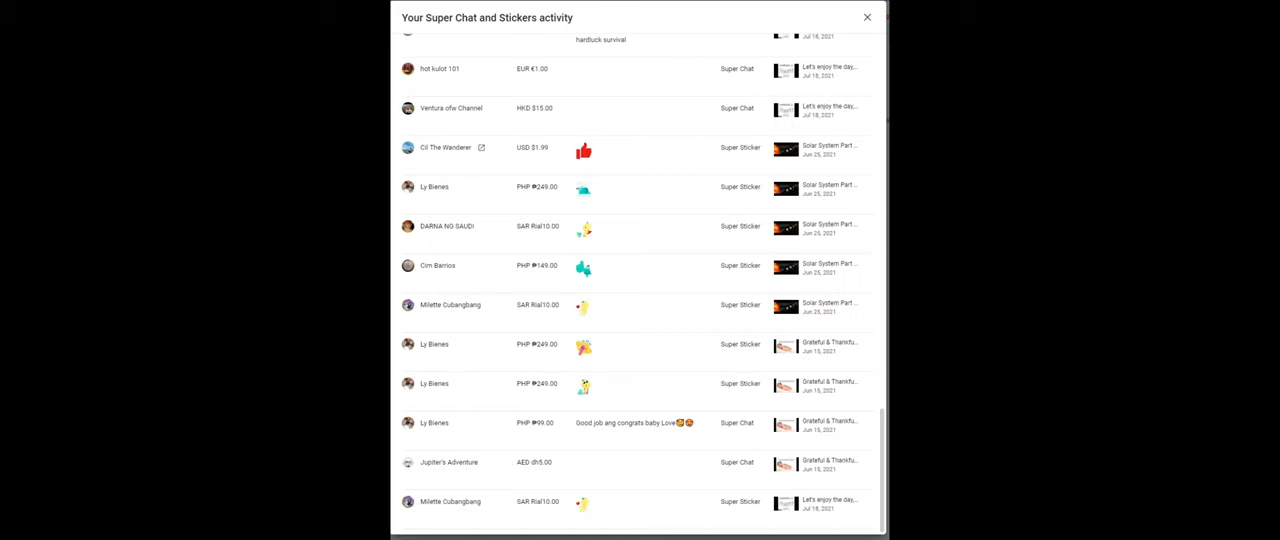 Your Super Chat and Stickers activity
hardluck survival
Jul 18, 2021
hot kulot 101 EUR €1.00 Super Chat Let's enjoy the day,...
Jul 18, 2021
Ventura ofw Channel HKD $15.00 Super Chat Let's enjoy the day,...
Jul 18, 2021
Cil The Wanderer USD $1.99 Super Sticker Solar System Part ...
Jun 25, 2021
Ly Bienes PHP ₱249.00 Super Sticker Solar System Part ...
Jun 25, 2021
DARNA NG SAUDI SAR Rial10.00 Super Sticker Solar System Part ...
Jun 25, 2021
Cim Barrios PHP ₱149.00 Super Sticker Solar System Part ...
Jun 25, 2021
Milette Cubangbang SAR Rial10.00 Super Sticker Solar System Part ...
Jun 25, 2021
Ly Bienes PHP ₱249.00 Super Sticker Grateful & Thankfu...
Jun 15, 2021
Ly Bienes PHP ₱249.00 Super Sticker Grateful & Thankfu...
Jun 15, 2021
Ly Bienes PHP ₱99.00 Good job ang congrats baby Love🥰😍 Super Chat Grateful & Thankfu...
Jun 15, 2021
Jupiter's Adventure AED dh5.00 Super Chat Grateful & Thankfu...
Jun 15, 2021
Milette Cubangbang SAR Rial10.00 Super Sticker Let's enjoy the day,...
Jul 18, 2021